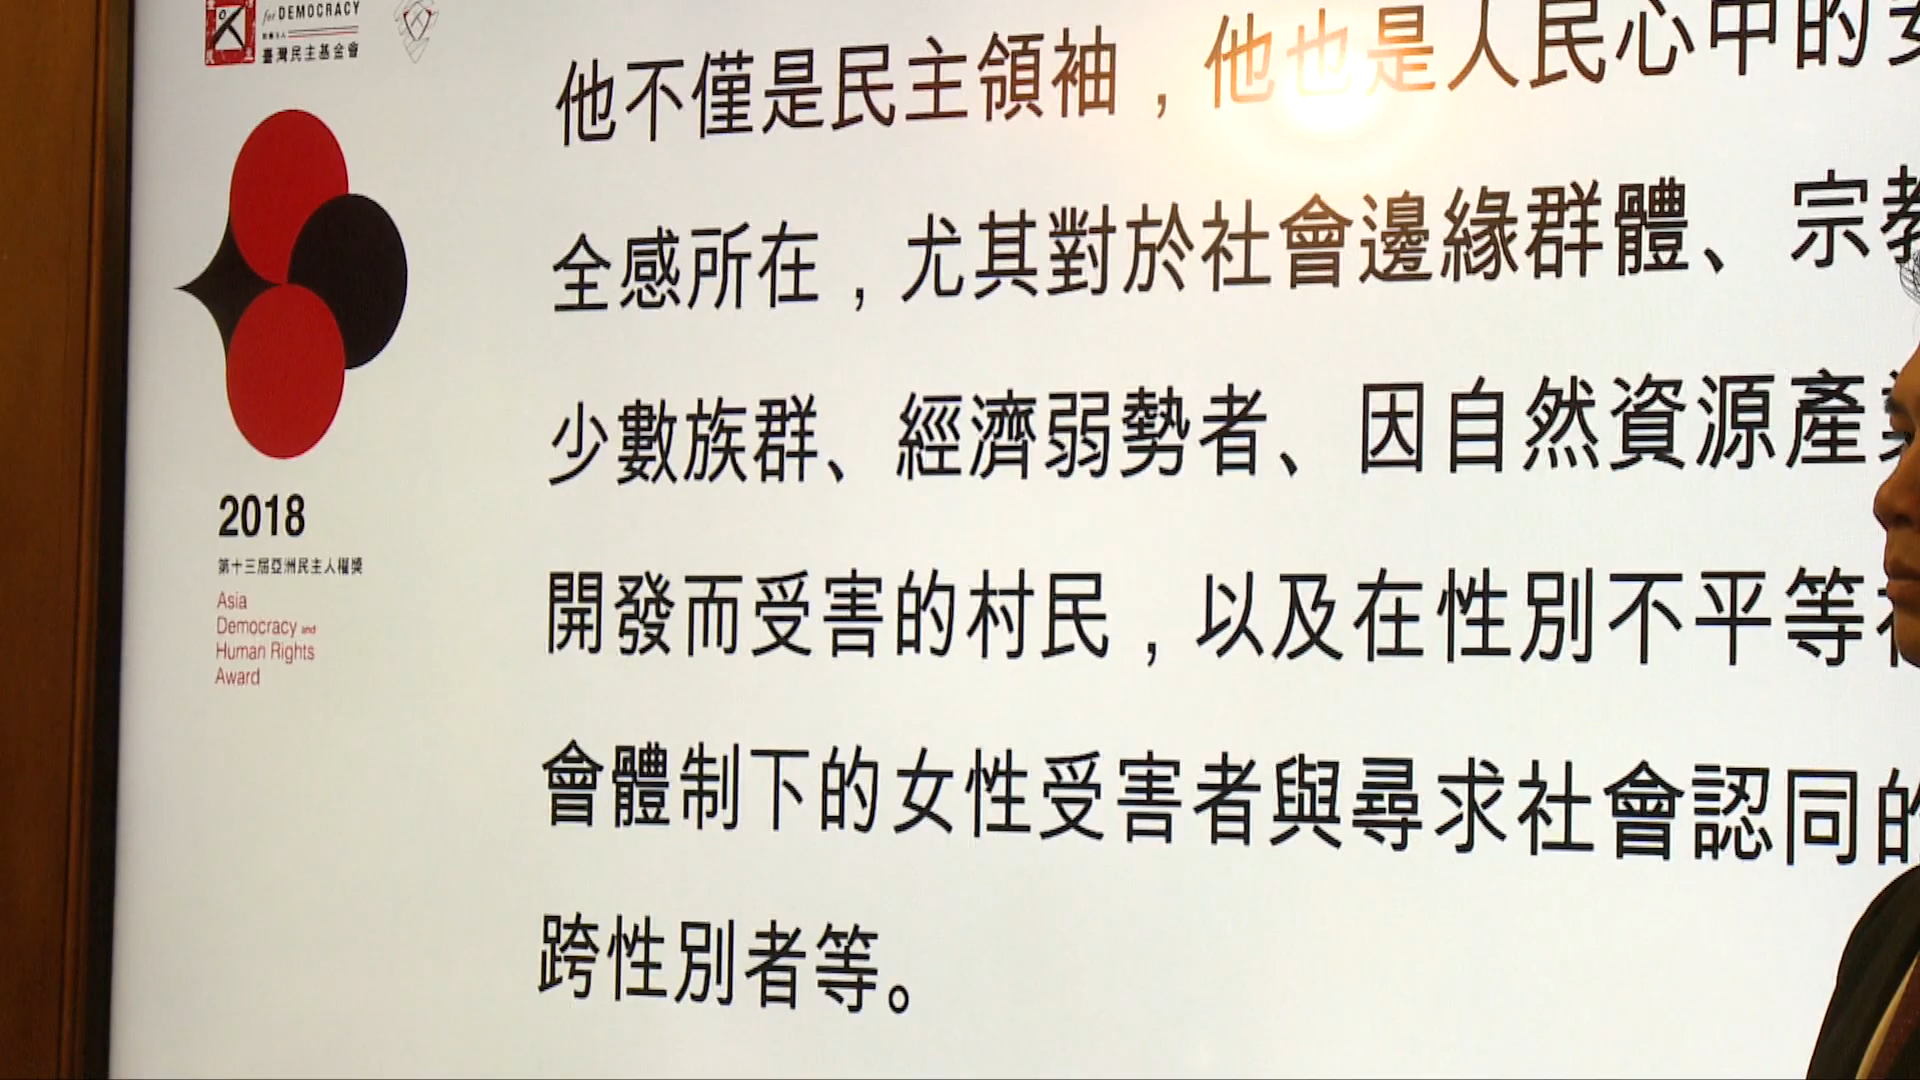 for DEMOCRACY
臺灣民主基金會
他不僅是民主領袖，他也是人民心中的
全感所在，尤其對於社會邊緣群體、宗教
少數族群、經濟弱勢者、因自然資源產業
開發而受害的村民，以及在性別不平等
會體制下的女性受害者與尋求社會認同的
跨性別者等。
2018
第十三屆亞洲民主人權獎
Asia
Democracy and
Human Rights
Award